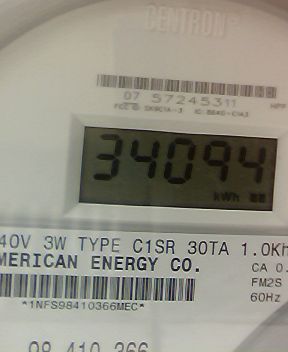 CENTRON®
07 57245311
34094
kWh
40V 3W TYPE C1SR 30TA 1.0Kh
MERICAN ENERGY CO.
CA 0.
FM2S
60Hz
*1NFS98410366MEC*
98 410 366